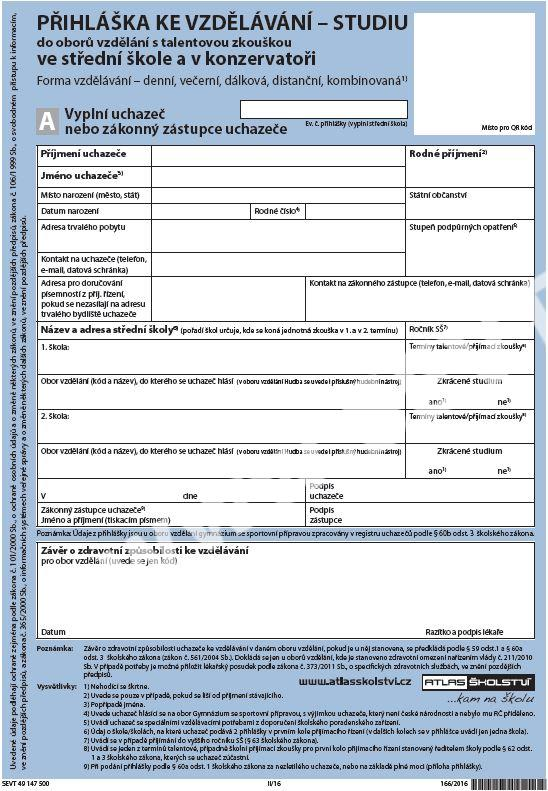 PŘIHLÁŠKA KE VZDĚLÁVÁNÍ – STUDIU
do oborů vzdělání s talentovou zkouškou
ve střední škole a v konzervatoři
Forma vzdělávání – denní, večerní, dálková, distanční, kombinovaná1)
A
Vyplní uchazeč
nebo zákonný zástupce uchazeče
Ev. č. přihlášky (vyplní střední škola)
Místo pro QR kód
Příjmení uchazeče
Rodné příjmení2)
Jméno uchazeče3)
Místo narození (město, stát)
Státní občanství
Datum narození
Rodné číslo4)
Adresa trvalého pobytu
Stupeň podpůrných opatření5)
Kontakt na uchazeče (telefon,
e-mail, datová schránka)
Adresa pro doručování
písemností z příj. řízení,
pokud se nezasílají na adresu
trvalého bydliště uchazeče
Kontakt na zákonného zástupce (telefon, e-mail, datová schránka)
Název a adresa střední školy6) (pořadí škol určuje, kde se koná jednotná zkouška v 1. a v 2. termínu)
Ročník SŠ7)
1. škola:
Termíny talentové/přijímací zkoušky8)
Obor vzdělání (kód a název), do kterého se uchazeč hlásí (v oboru vzdělání Hudba se uvede i příslušný hudební nástroj)
Zkrácené studium
ano1) ne1)
2. škola:
Termíny talentové/přijímací zkoušky8)
Obor vzdělání (kód a název), do kterého se uchazeč hlásí (v oboru vzdělání Hudba se uvede i příslušný hudební nástroj)
Zkrácené studium
ano1) ne1)
V dne
Podpis
uchazeče
Zákonný zástupce uchazeče9)
Jméno a příjmení (tiskacím písmem)
Podpis
zástupce
Poznámka: Údaje z přihlášky jsou u oboru vzdělání gymnázium se sportovní přípravou zpracovány v registru uchazečů podle § 60b odst. 3 školského zákona.
Závěr o zdravotní způsobilosti ke vzdělávání
pro obor vzdělání (uvede se jen kód)
Datum
Razítko a podpis lékaře
Poznámka: Závěr o zdravotní způsobilosti uchazeče ke vzdělávání v daném oboru vzdělání, pokud je u něj stanovena, se předkládá podle § 59 odst.1 a § 60a
odst. 3 školského zákona (zákon č. 561/2004 Sb.). Dokládá se jen u oborů vzdělání, kde je stanoveno zdravotní omezení nařízením vlády č. 211/2010
Sb. V případě potřeby je možné přiložit lékařský posudek podle zákona č. 373/2011 Sb., o specifických zdravotních službách, ve znění pozdějších
předpisů.
www.atlasskolstvi.cz
ATLAS ŠKOLSTVÍ
...kam na školu
Vysvětlivky: 1) Nehodící se škrtne.
2) Uvede se pouze v případě, pokud se liší od příjmení stávajícího.
3) Popř.jiná jména.
4) Uvede uchazeč hlásící se na obor Gymnázium se sportovní přípravou, s výjimkou uchazeče, který není české národnosti a nebylo mu RČ přiděleno.
5) Uvádí uchazeč se speciálními vzdělávacími potřebami z doporučení školského poradenského zařízení.
6) Údaj o škole/školách, na které uchazeč podává 2 přihlášky v prvním kole přijímacího řízení (v dalších kolech se v přihlášce uvádí jen jedna škola).
7) Uvádí se v případě přijímání do vyššího ročníku SŠ (§ 63 školského zákona).
8) Uvádí se jeden z termínů talentové, případně školní přijímací zkoušky pro první kolo přijímacího řízení stanovený ředitelem školy podle § 62 odst.
1 a 3 školského zákona, kterých se uchazeč zúčastní.
9) Při podání přihlášky podle § 60a odst. 1 školského zákona za nezletilého uchazeče, nebo na základě plné moci (příloha přihlášky).
SEVT 49 147 500
II/16
166/2016
Uvedené údaje podléhají ochraně zejména podle zákona č. 101/2000 Sb., o ochraně osobních údajů a o změně některých zákonů, ve znění pozdějších předpisů, zákona č. 106/1999 Sb., o svobodném přístupu k informacím,
ve znění pozdějších předpisů, a zákona č. 365/2000 Sb., o informačních systémech veřejné správy a o změně některých dalších zákonů, ve znění pozdějších předpisů.